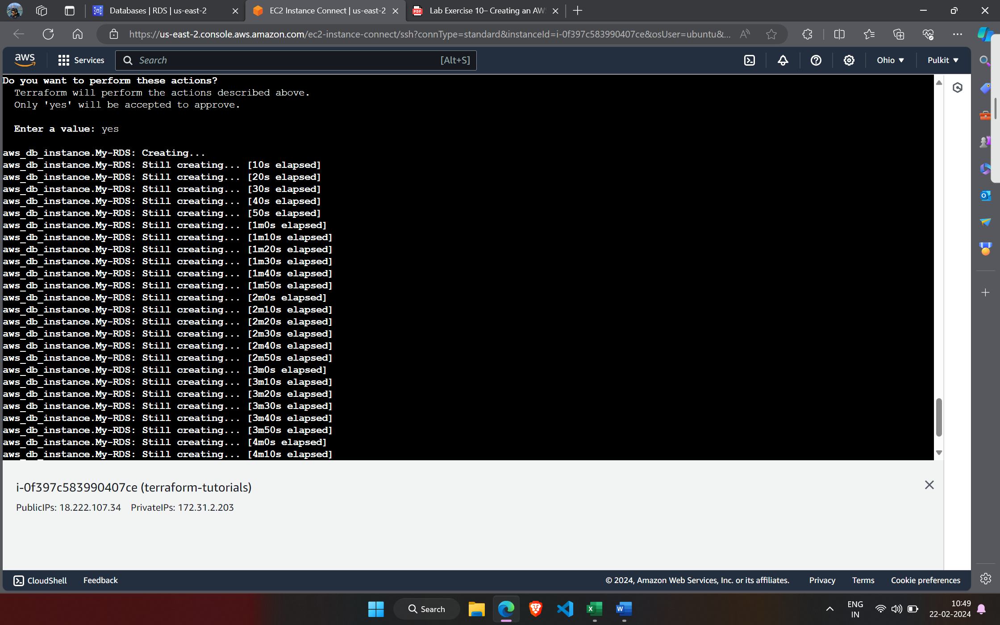 Databases | RDS | us-east-2
EC2 Instance Connect | us-east-2
PDF
Lab Exercise 10– Creating an AW
https://us-east-2.console.aws.amazon.com/ec2-instance-connect/ssh?connType=standard&instanceId=i-0f397c583990407ce&osUser=ubuntu&...
aws
Services
Search
[Alt+S]
Ohio
Pulkit
Do you want to perform these actions?
Terraform will perform the actions described above.
Only 'yes' will be accepted to approve.
Enter a value: yes
aws_db_instance.My-RDS: Creating...
aws_db_instance.My-RDS: Still creating... [10s elapsed]
aws_db_instance.My-RDS: Still creating... [20s elapsed]
aws_db_instance.My-RDS: Still creating... [30s elapsed]
aws_db_instance.My-RDS: Still creating... [40s elapsed]
aws_db_instance.My-RDS: Still creating... [50s elapsed]
aws_db_instance.My-RDS: Still creating... [1m0s elapsed]
aws_db_instance.My-RDS: Still creating... [1m10s elapsed]
aws_db_instance.My-RDS: Still creating... [1m20s elapsed]
aws_db_instance.My-RDS: Still creating... [1m30s elapsed]
aws_db_instance.My-RDS: Still creating... [1m40s elapsed]
aws_db_instance.My-RDS: Still creating... [1m50s elapsed]
aws_db_instance.My-RDS: Still creating... [2m0s elapsed]
aws_db_instance.My-RDS: Still creating... [2m10s elapsed]
aws_db_instance.My-RDS: Still creating... [2m20s elapsed]
aws_db_instance.My-RDS: Still creating... [2m30s elapsed]
aws_db_instance.My-RDS: Still creating... [2m40s elapsed]
aws_db_instance.My-RDS: Still creating... [2m50s elapsed]
aws_db_instance.My-RDS: Still creating... [3m0s elapsed]
aws_db_instance.My-RDS: Still creating... [3m10s elapsed]
aws_db_instance.My-RDS: Still creating... [3m20s elapsed]
aws_db_instance.My-RDS: Still creating... [3m30s elapsed]
aws_db_instance.My-RDS: Still creating... [3m40s elapsed]
aws_db_instance.My-RDS: Still creating... [3m50s elapsed]
aws_db_instance.My-RDS: Still creating... [4m0s elapsed]
aws_db_instance.My-RDS: Still creating... [4m10s elapsed]
i-0f397c583990407ce (terraform-tutorials)
PublicIPs: 18.222.107.34 PrivateIPs: 172.31.2.203
CloudShell
Feedback
© 2024, Amazon Web Services, Inc. or its affiliates.
Privacy
Terms
Cookie preferences
Search
ENG
IN
10:49
22-02-2024